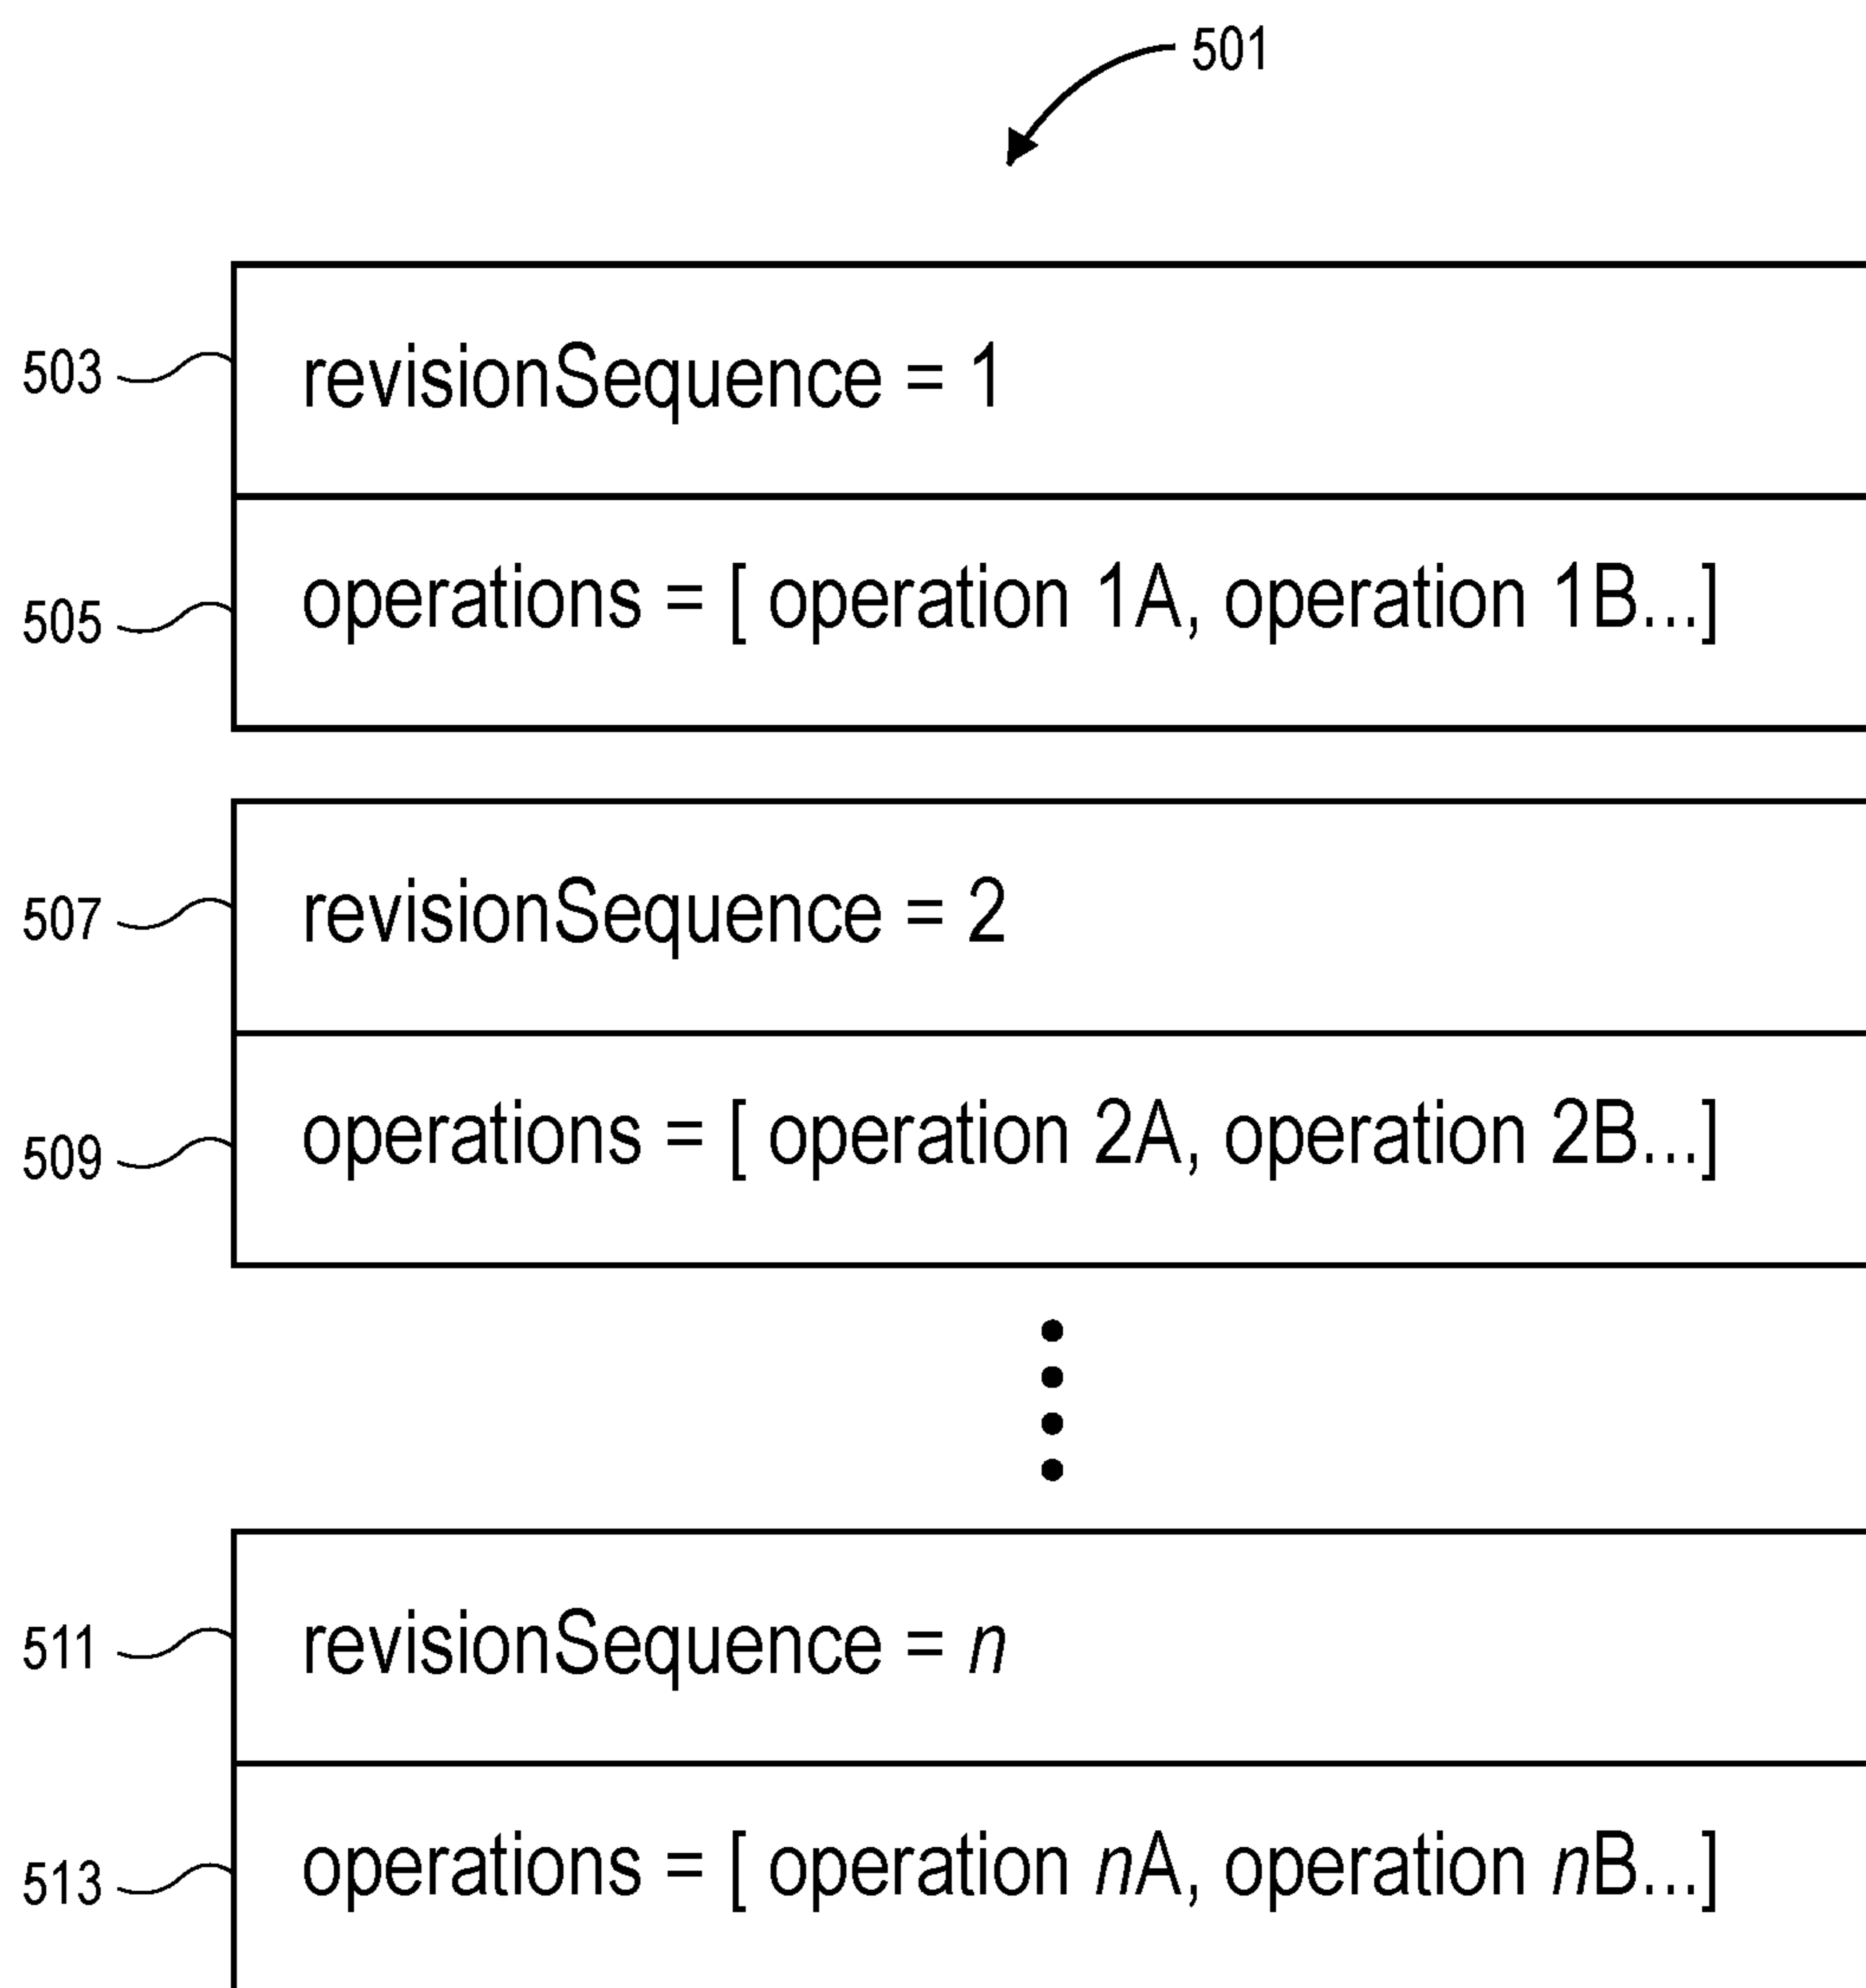 501
503 revisionSequence = 1
505 operations = [ operation 1A, operation 1B...]
507 revisionSequence = 2
509 operations = [ operation 2A, operation 2B...]
511 revisionSequence = n
513 operations = [ operation nA, operation nB...]